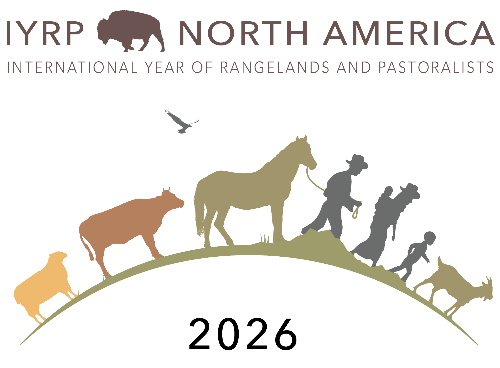 IYRP NORTH AMERICA
INTERNATIONAL YEAR OF RANGELANDS AND PASTORALISTS
2026